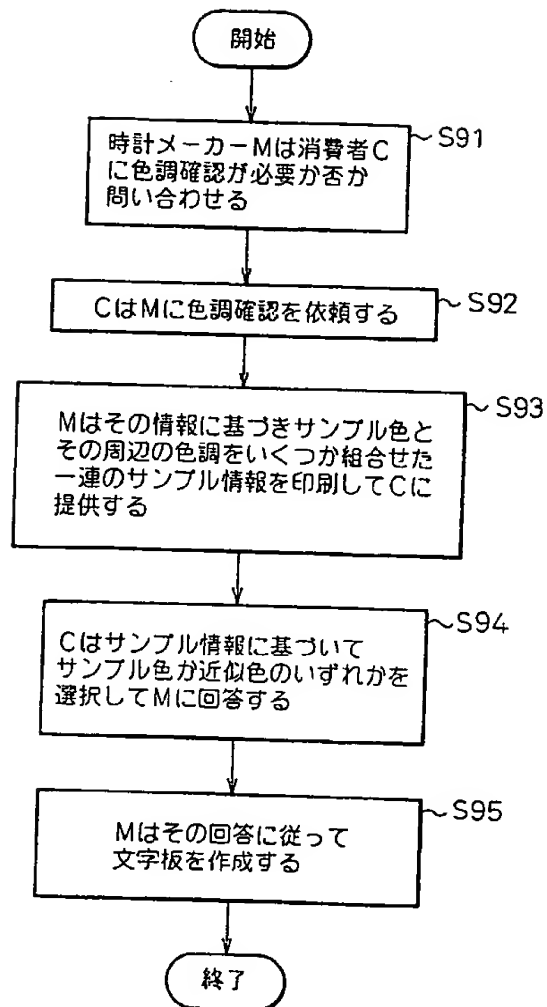 開始
時計メーカーMは消費者C
に色調確認が必要か否か
問い合わせる
S91
CはMに色調確認を依頼する
S92
Mはその情報に基づきサンプル色と
その周辺の色調をいくつか組合せた
一連のサンプル情報を印刷してCに
提供する
S93
Cはサンプル情報に基づいて
サンプル色か近似色のいずれかを
選択してMに回答する
S94
Mはその回答に従って
文字板を作成する
S95
終了